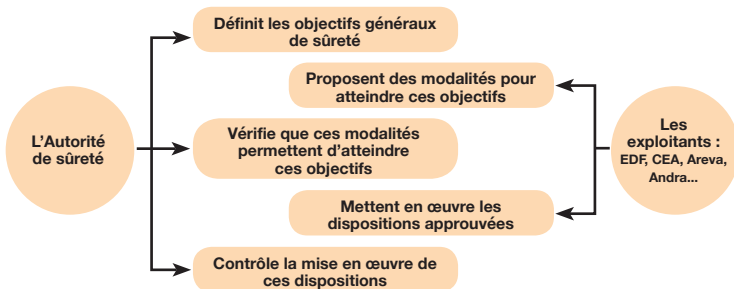 Définit les objectifs généraux
de sûreté
Proposent des modalités pour
atteindre ces objectifs
L'Autorité
de sûreté
Vérifie que ces modalités
permettent d'atteindre
ces objectifs
Les
exploitants :
EDF, CEA, Areva,
Andra...
Mettent en œuvre les
dispositions approuvées
Contrôle la mise en œuvre de
ces dispositions